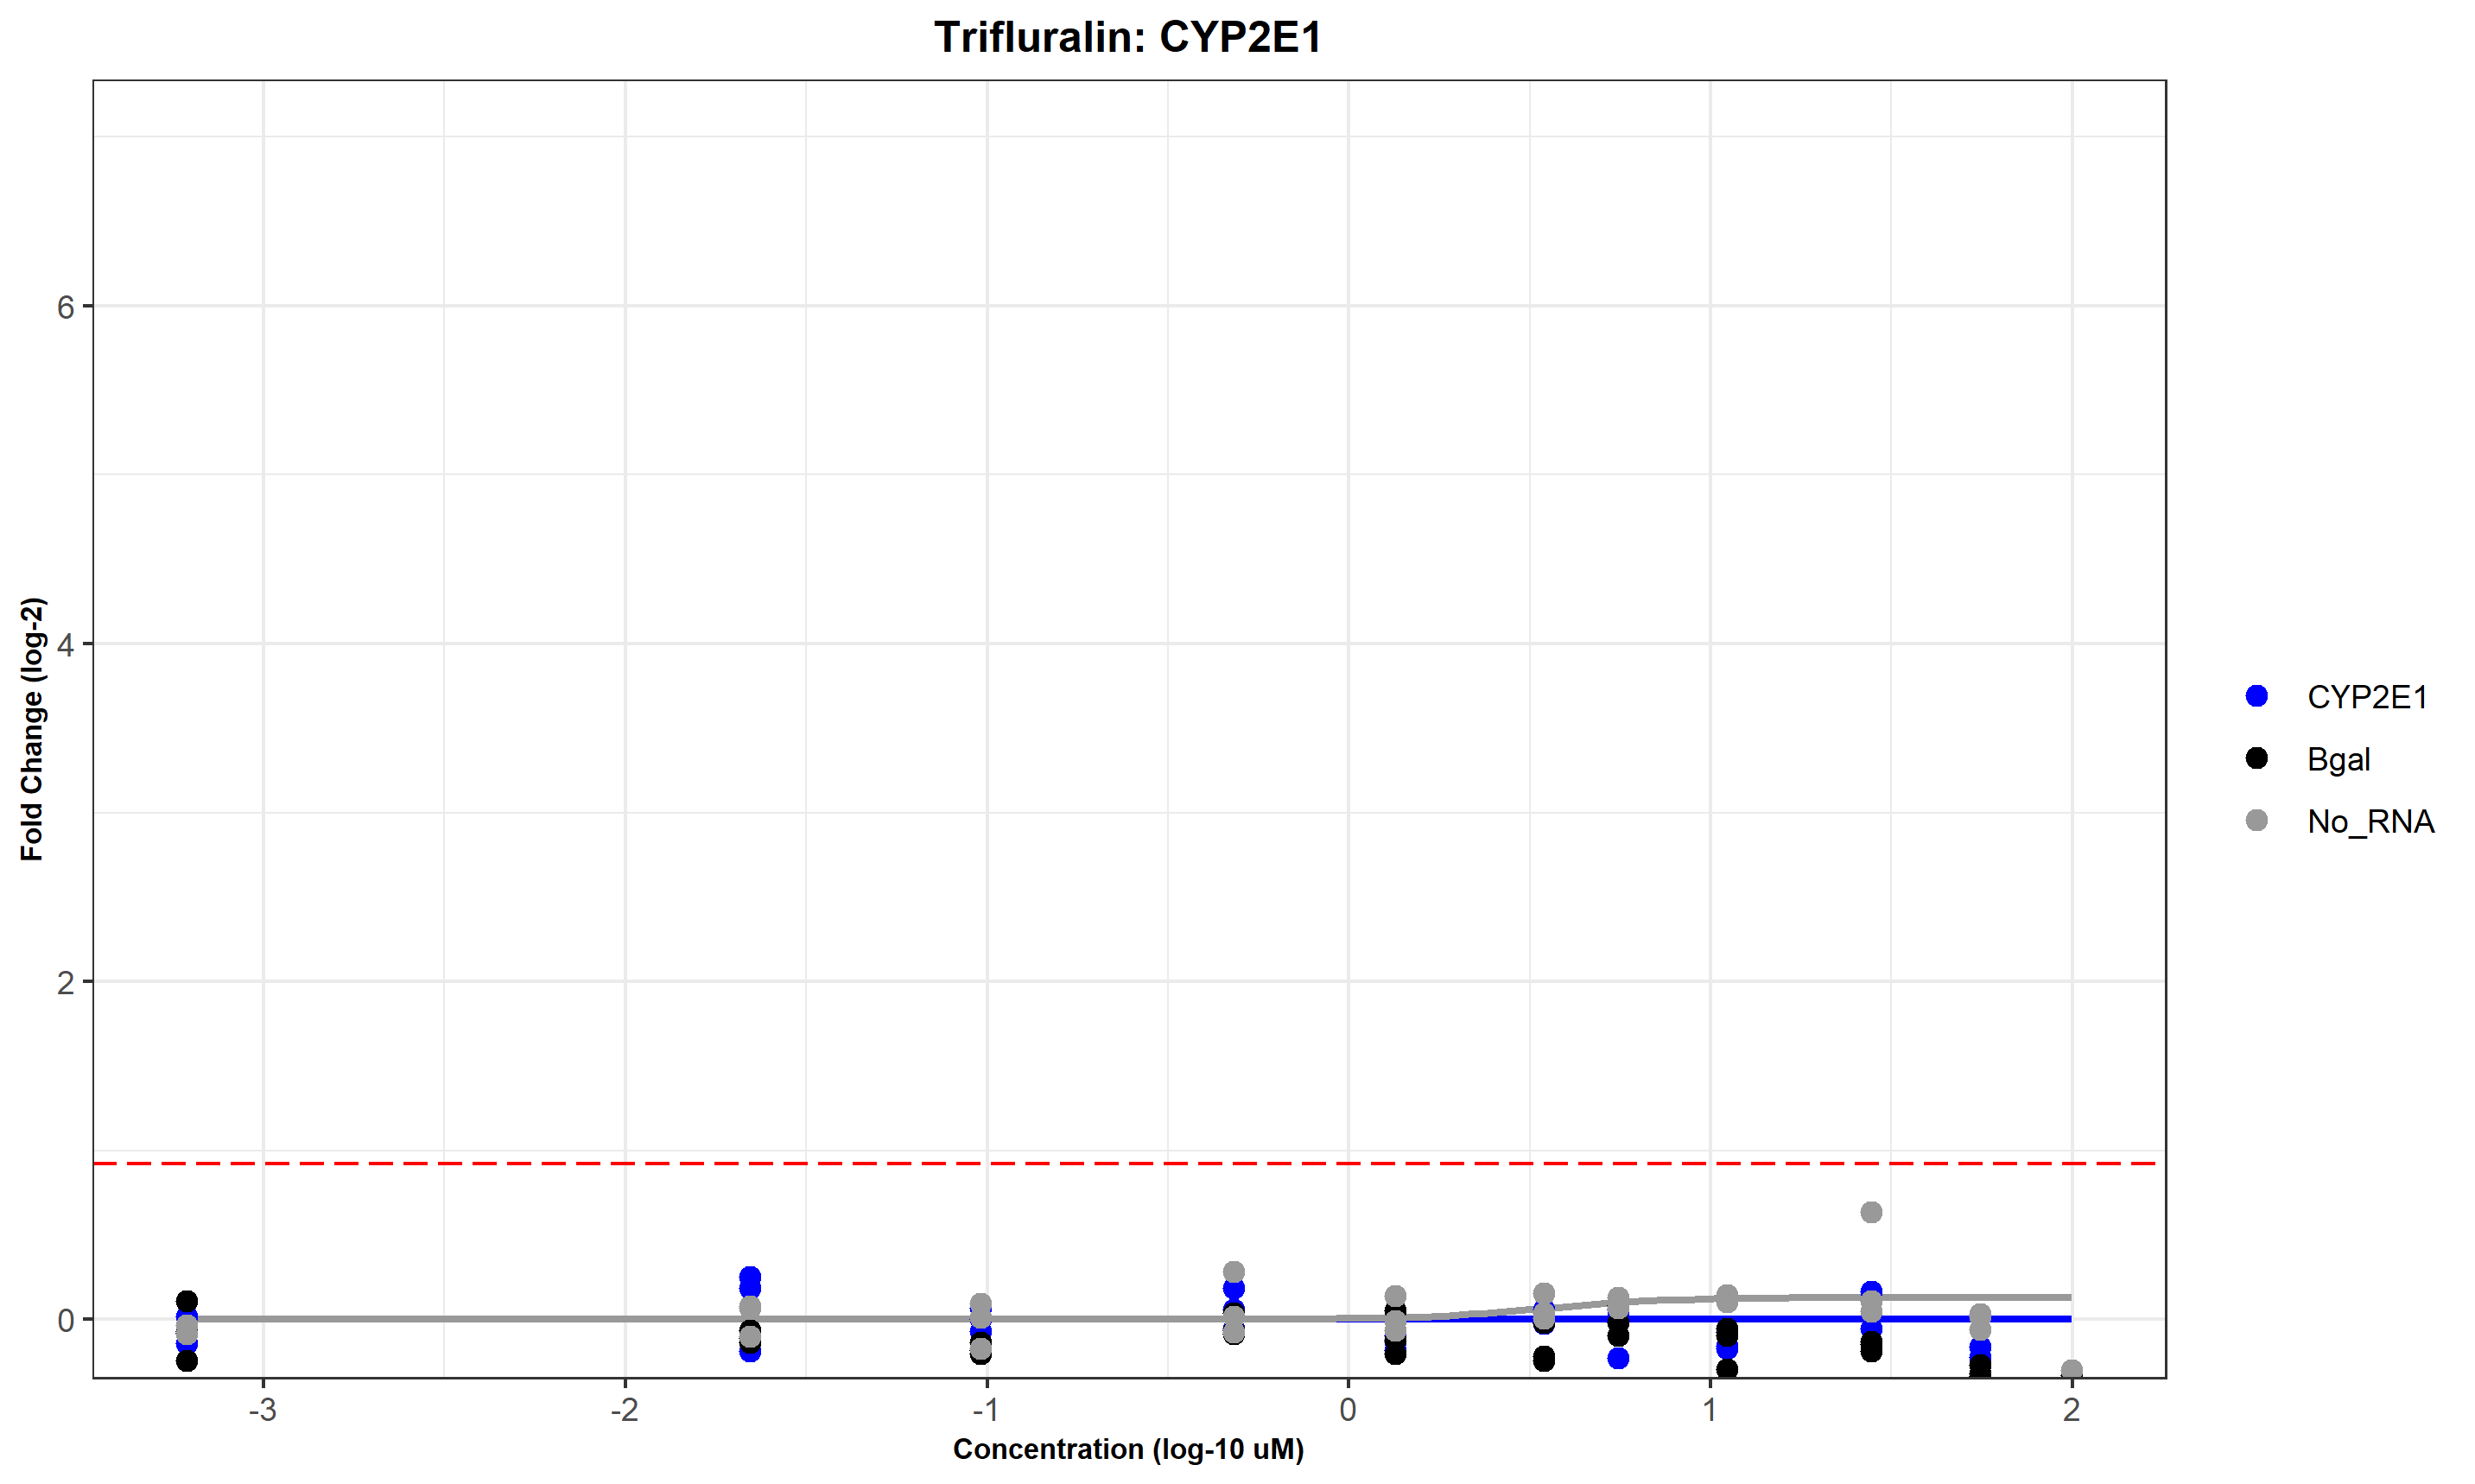 Trifluralin: CYP2E1
Fold Change (log-2)
6
4
2
0
-3 -2 -1 0 1 2
Concentration (log-10 uM)
CYP2E1
Bgal
No_RNA